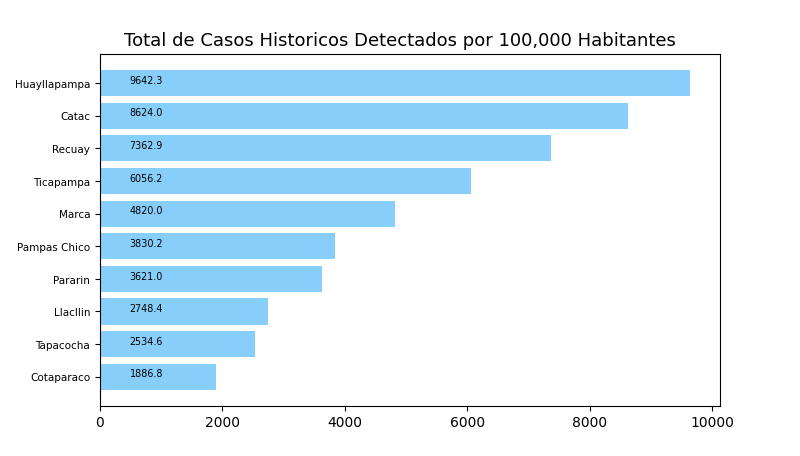 Total de Casos Historicos Detectados por 100,000 Habitantes
Huayllapampa 9642.3
Catac 8624.0
Recuay 7362.9
Ticapampa 6056.2
Marca 4820.0
Pampas Chico 3830.2
Pararin 3621.0
Llacllin 2748.4
Tapacocha 2534.6
Cotaparaco 1886.8
0 2000 4000 6000 8000 10000